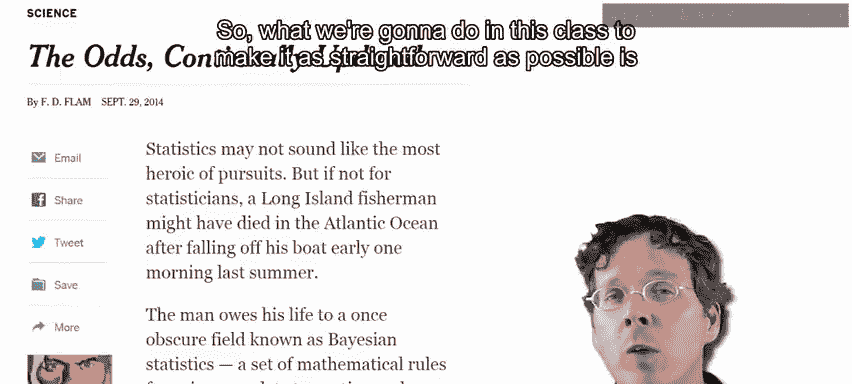 SCIENCE
So, what we're gonna do in this class to
make it as straightforward as possible is
The Odds,
By F. D. FLAM SEPT. 29, 2014
Email
Share
Tweet
Save
More
Statistics may not sound like the most
heroic of pursuits. But if not for
statisticians, a Long Island fisherman
might have died in the Atlantic Ocean
after falling off his boat early one
morning last summer.
The man owes his life to a once
obscure field known as Bayesian
statistics — a set of mathematical rules